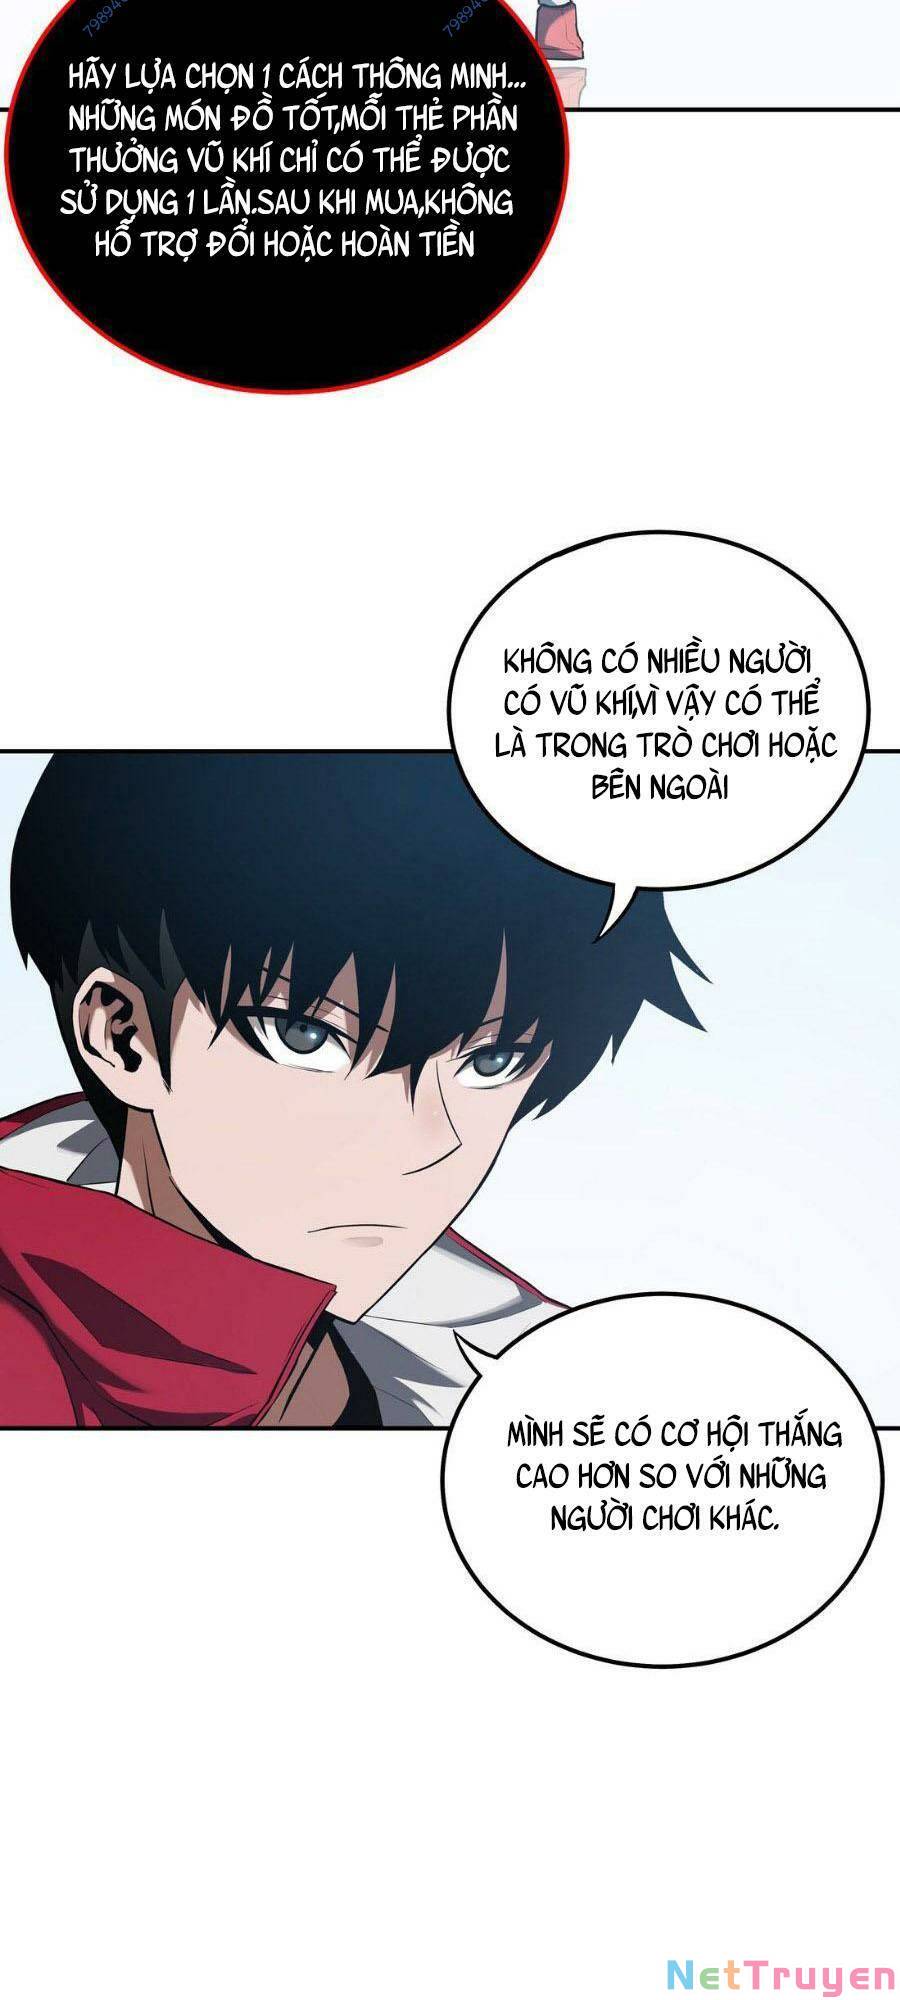 HÃY LỰA CHỌN 1 CÁCH THÔNG MINH...
NHỮNG MÓN ĐỒ TỐT,MỖI THẺ PHẦN
THƯỞNG VŨ KHÍ CHỈ CÓ THỂ ĐƯỢC
SỬ DỤNG 1 LẦN.SAU KHI MUA,KHÔNG
HỖ TRỢ ĐỔI HOẶC HOÀN TIỀN
KHÔNG CÓ NHIỀU NGƯỜI
CÓ VŨ KHÍ,VÌ VẬY CÓ THỂ
LÀ TRONG TRÒ CHƠI HOẶC
BÊN NGOÀI
MÌNH SẼ CÓ CƠ HỘI THẮNG
CAO HƠN SO VỚI NHỮNG
NGƯỜI CHƠI KHÁC.
NetTruyen